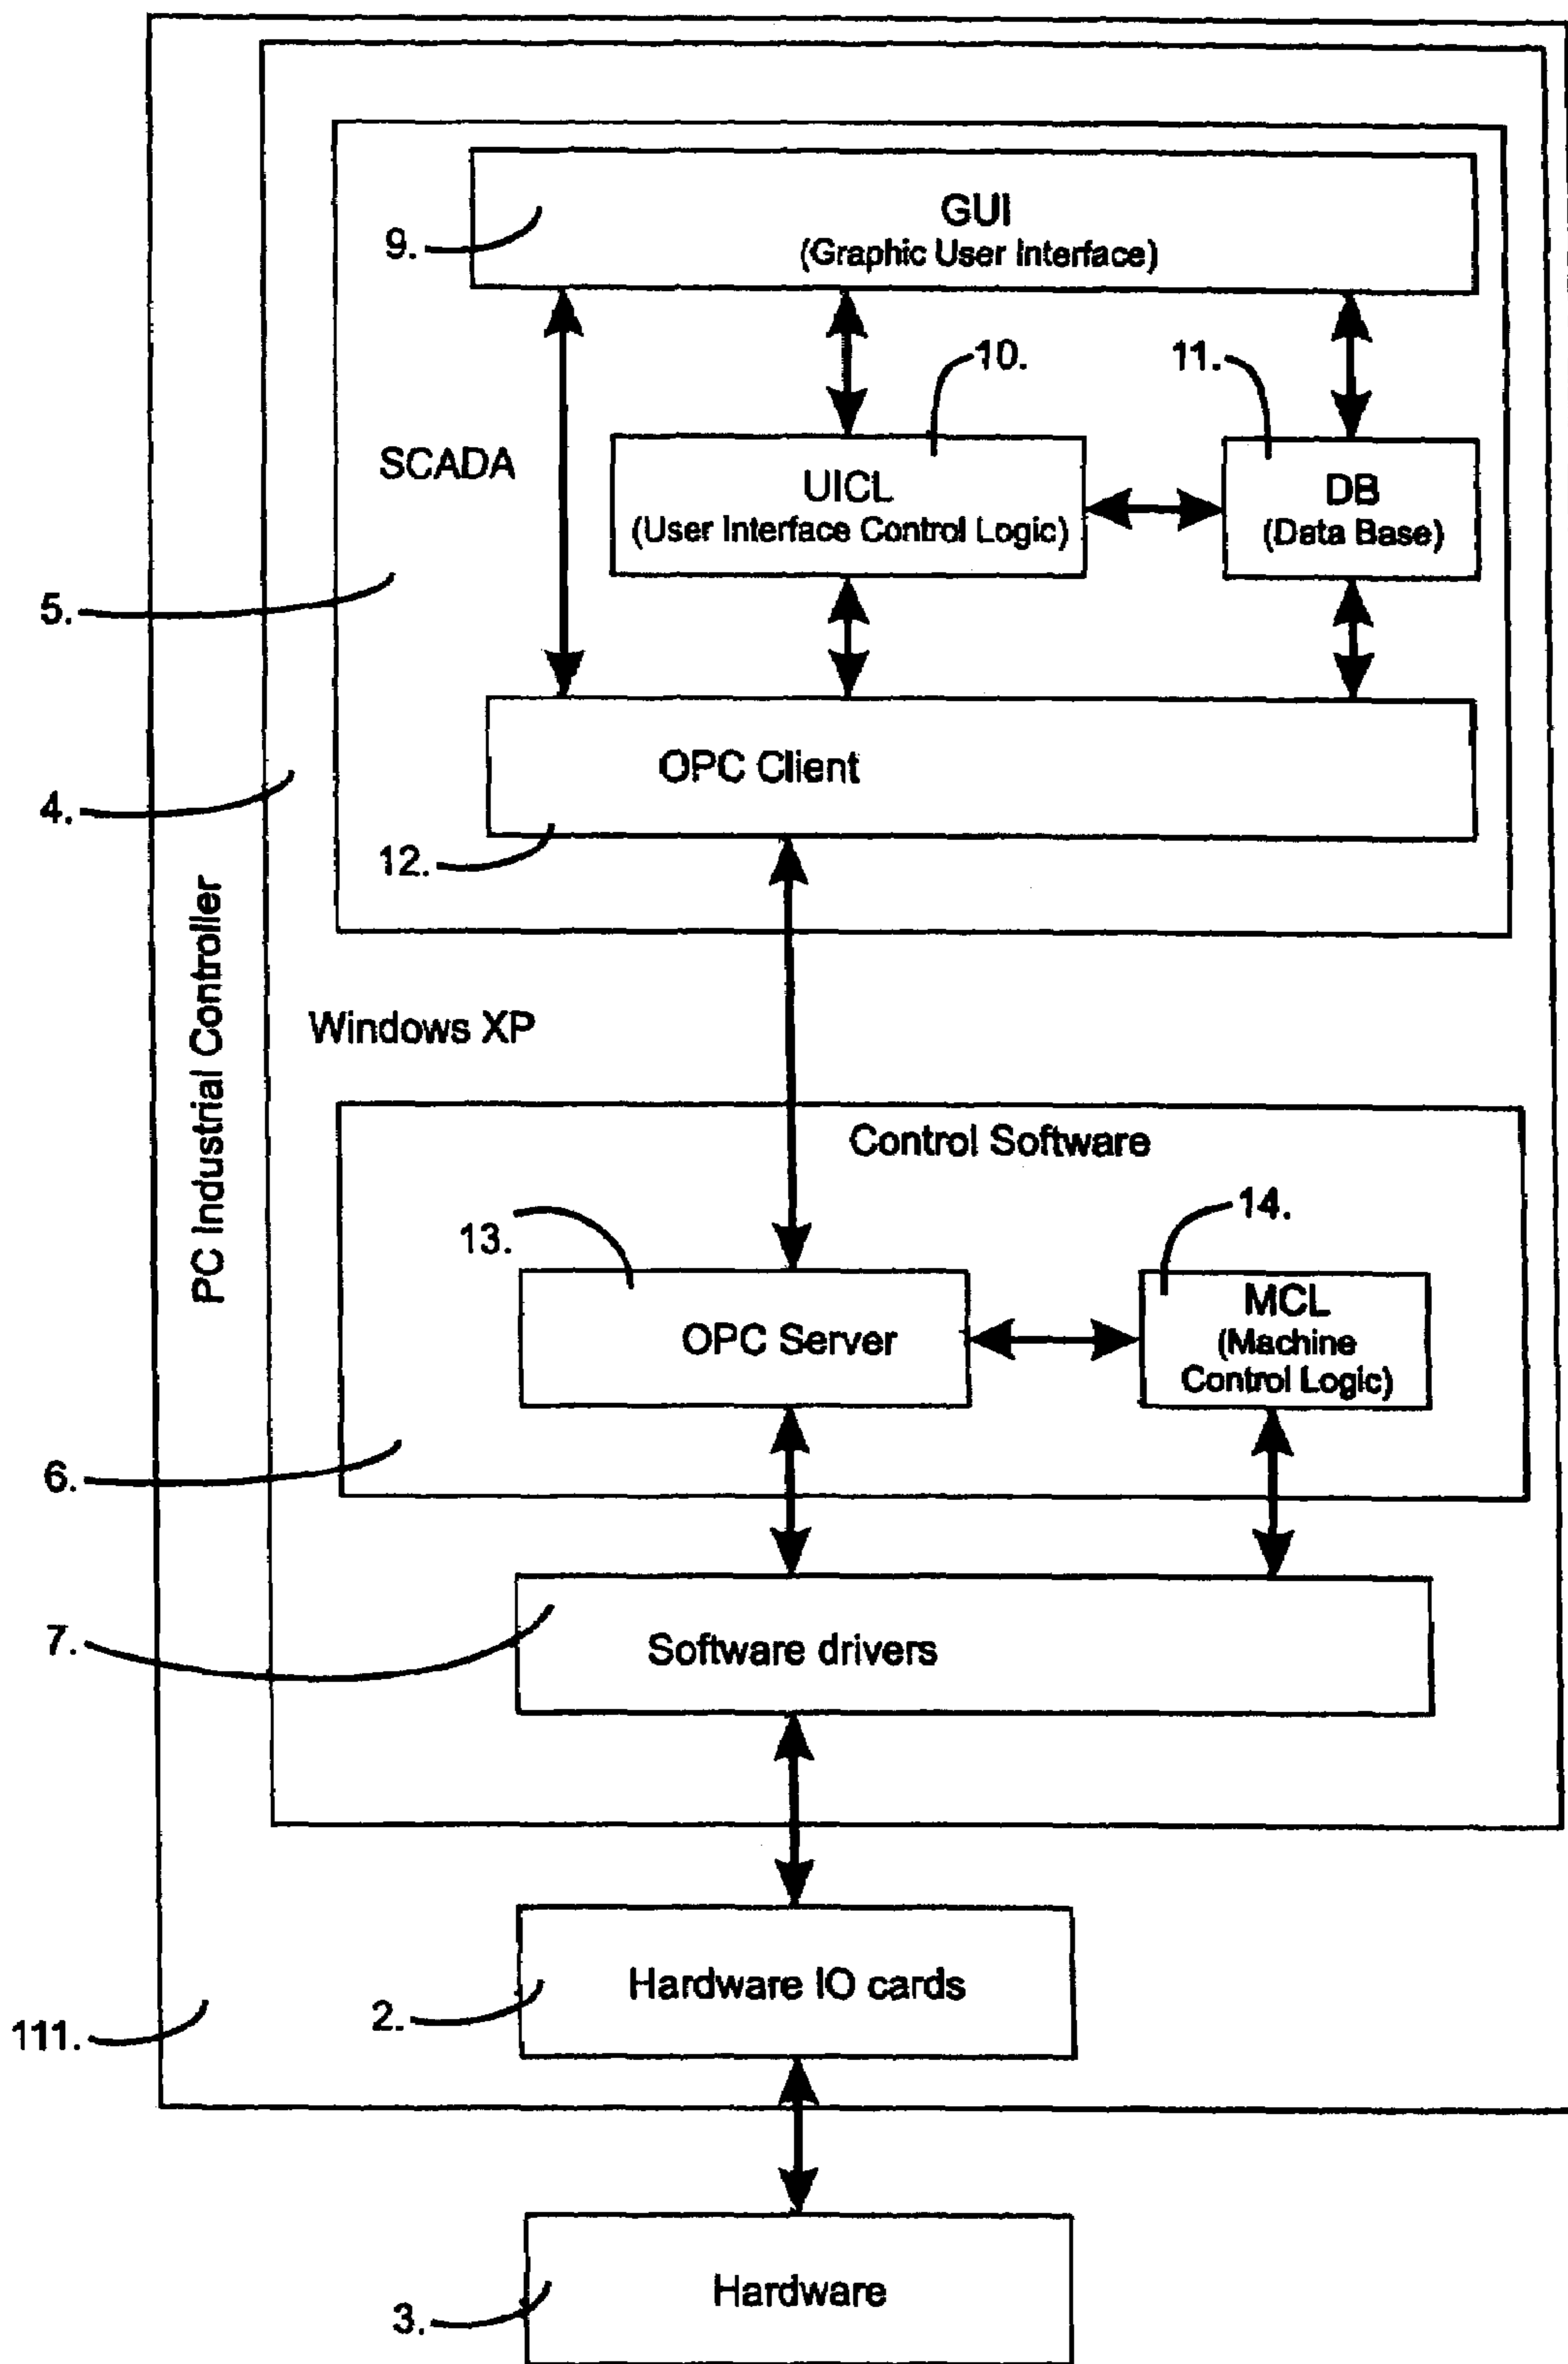 GUI
(Graphic User Interface)
9.
10.
11.
SCADA
UICL
(User Interface Control Logic)
DB
(Data Base)
5.
OPC Client
4.
12.
PC Industrial Controller
Windows XP
Control Software
13.
14.
OPC Server
MCL
(Machine
Control Logic)
6.
7.
Software drivers
Hardware IO cards
2.
111.
Hardware
3.